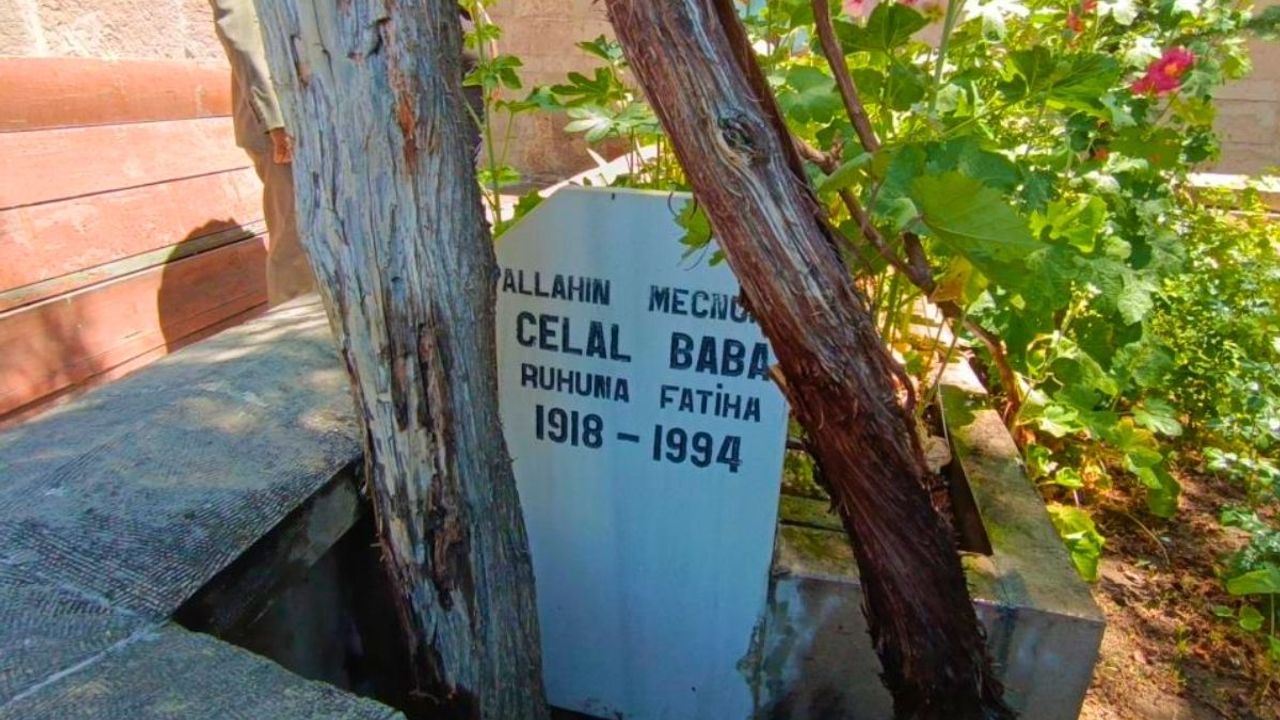 ALLAHIN
CELAL BABA
RUHUNA FATİHA
1918 - 1994